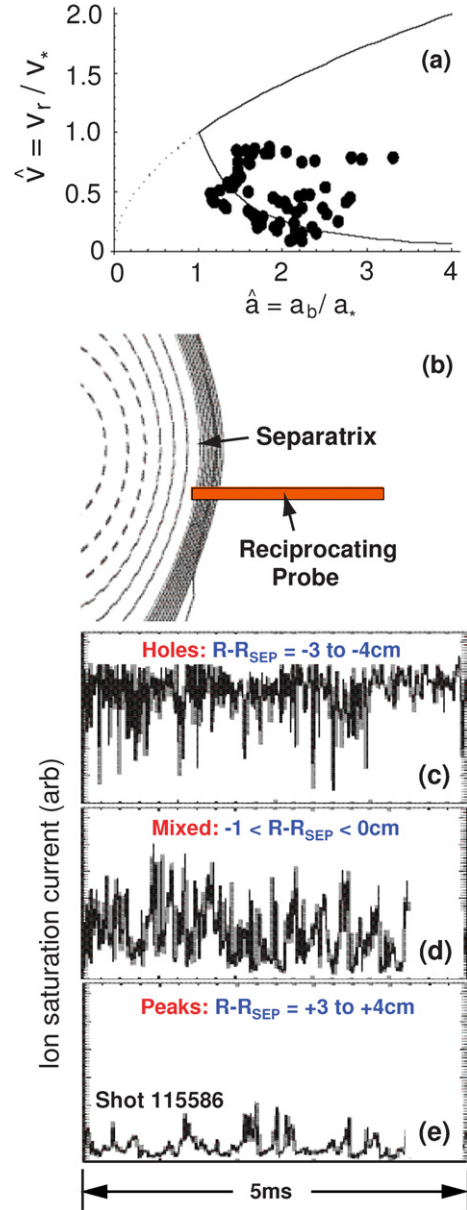 2.0
(a)
1.5
1.0
0.5
0
v̂ = v_r / v_*
0 1 2 3 4
â = a_b / a_*
(b)
Separatrix
Reciprocating
Probe
Ion saturation current (arb)
Holes: R-R_SEP = -3 to -4cm
(c)
Mixed: -1 < R-R_SEP < 0cm
(d)
Peaks: R-R_SEP = +3 to +4cm
Shot 115586
(e)
5ms